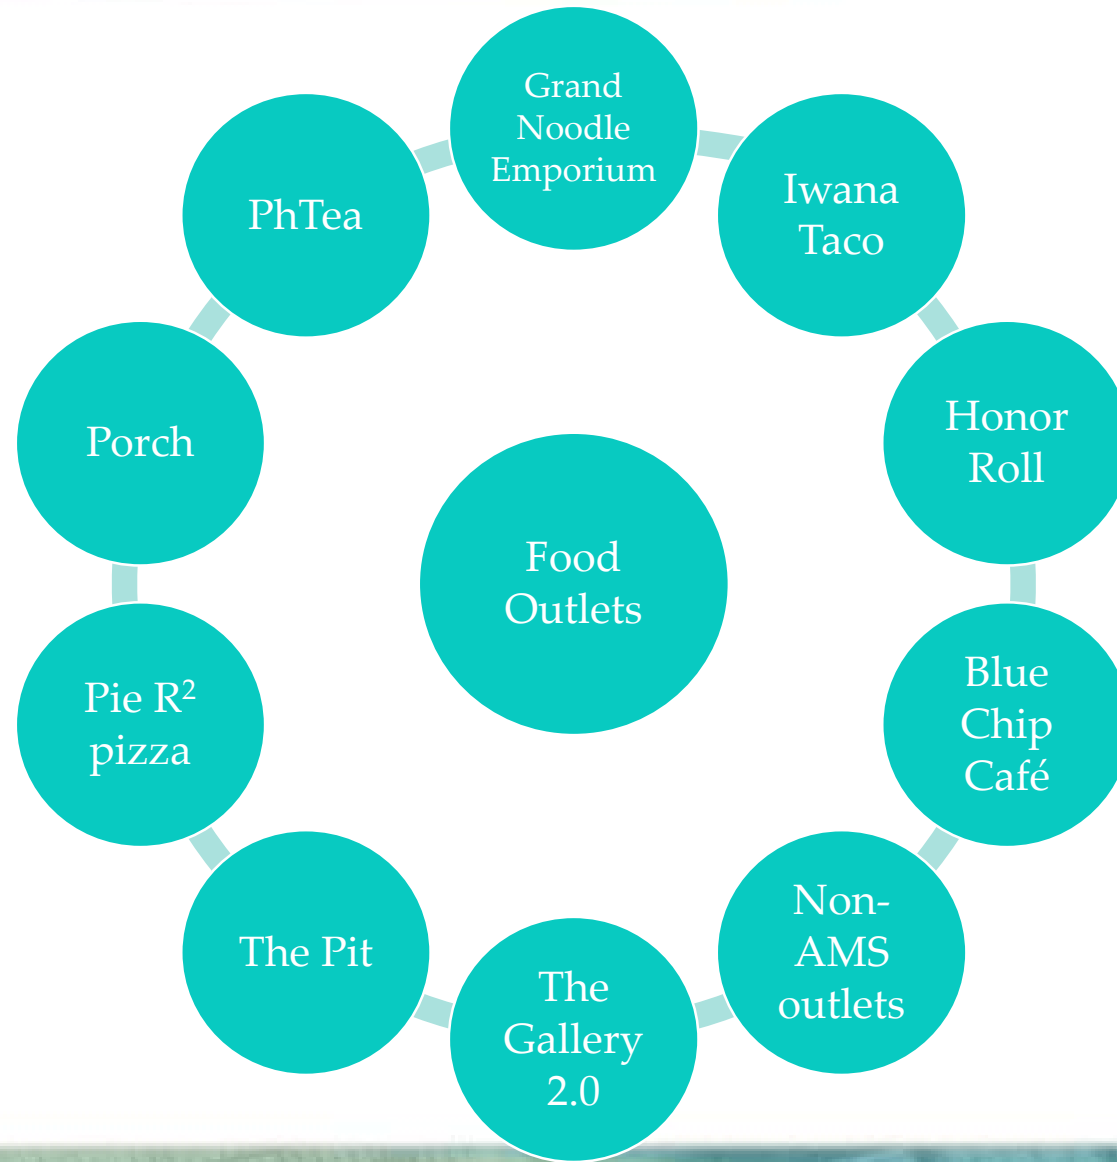 Grand
Noodle
Emporium
Iwana
Taco
Honor
Roll
Blue
Chip
Café
Non-
AMS
outlets
The
Gallery
2.0
The Pit
Pie R²
pizza
Porch
PhTea
Food
Outlets